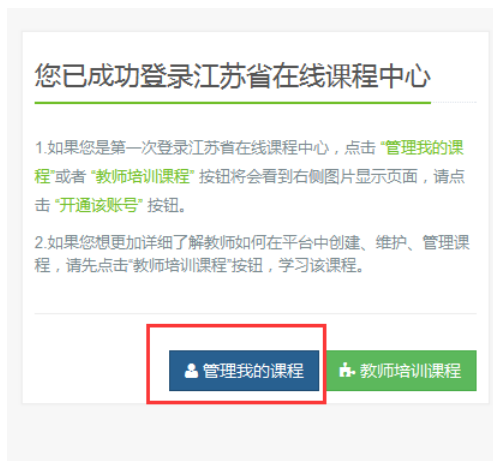 您已成功登录江苏省在线课程中心
1.如果您是第一次登录江苏省在线课程中心，点击 “管理我的课
程”或者 “教师培训课程” 按钮将会看到右侧图片显示页面，请点
击 “开通该账号” 按钮。
2.如果您想更加详细了解教师如何在平台中创建、维护、管理课
程，请先点击“教师培训课程”按钮，学习该课程。
管理我的课程 教师培训课程